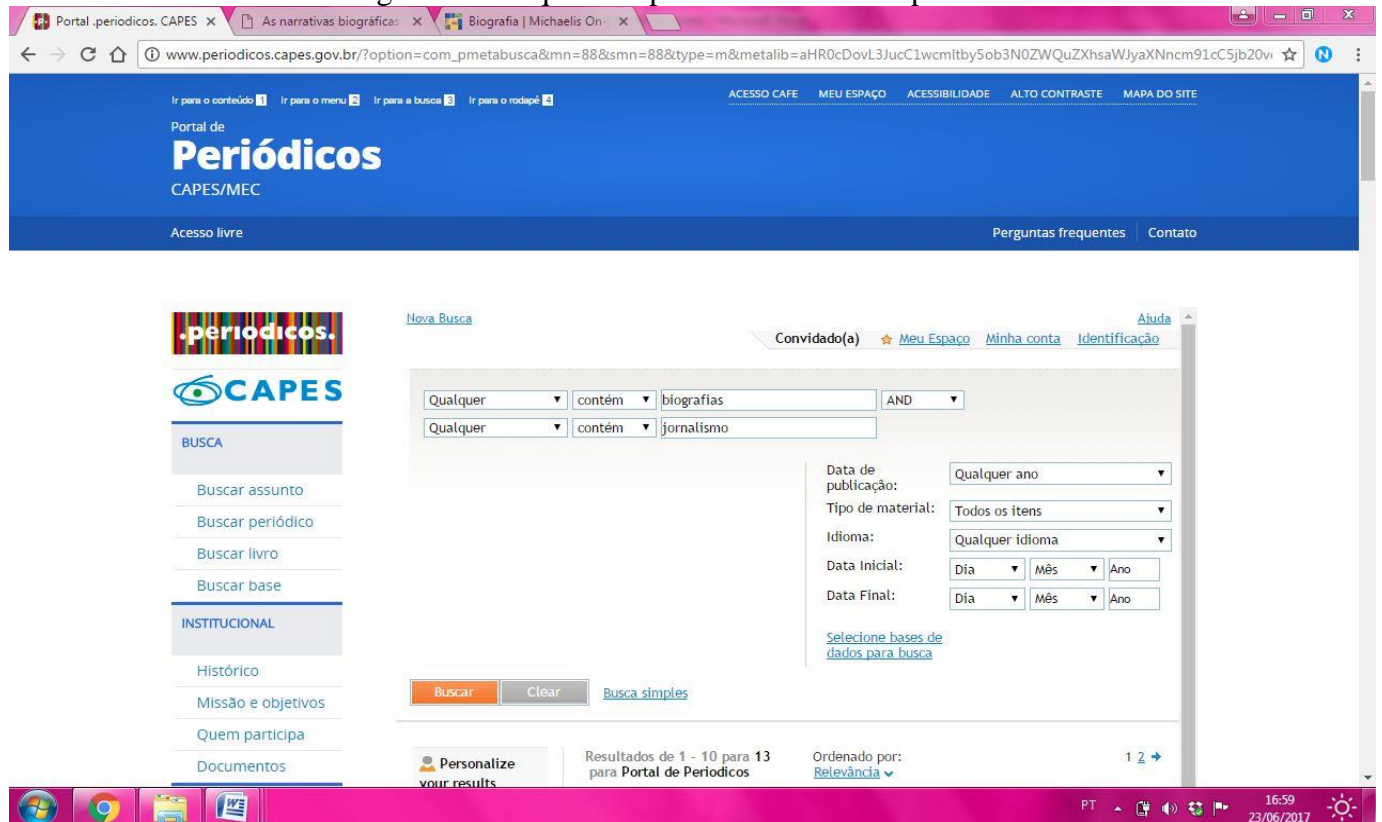 Portal .periodicos. CAPES
As narrativas biográficas
Biografia | Michaelis On-
www.periodicos.capes.gov.br/?option=com_pmetabusca&mn=88&smn=88&type=m&metalib=aHR0cDovL3JucC1wcmltby5ob3N0ZWQuZXhsaWJyaXNncm91cC5jb20v
Ir para o conteúdo 1 Ir para o menu 2 Ir para a busca 3 Ir para o rodapé 4
ACESSO CAFE MEU ESPAÇO ACESSIBILIDADE ALTO CONTRASTE MAPA DO SITE
Portal de
Periódicos
CAPES/MEC
Acesso livre
Perguntas frequentes Contato
.periodicos.
CAPES
BUSCA
Buscar assunto
Buscar periódico
Buscar livro
Buscar base
INSTITUCIONAL
Histórico
Missão e objetivos
Quem participa
Documentos
Nova Busca
Ajuda
Convidado(a) Meu Espaço Minha conta Identificação
Qualquer contém biografias AND
Qualquer contém jornalismo
Data de publicação: Qualquer ano
Tipo de material: Todos os itens
Idioma: Qualquer idioma
Data Inicial: Dia Mês Ano
Data Final: Dia Mês Ano
Selecione bases de
dados para busca
Buscar Clear Busca simples
Personalize
your results
Resultados de 1 - 10 para 13
para Portal de Periodicos
Ordenado por:
Relevância
1 2
PT
16:59
23/06/2017